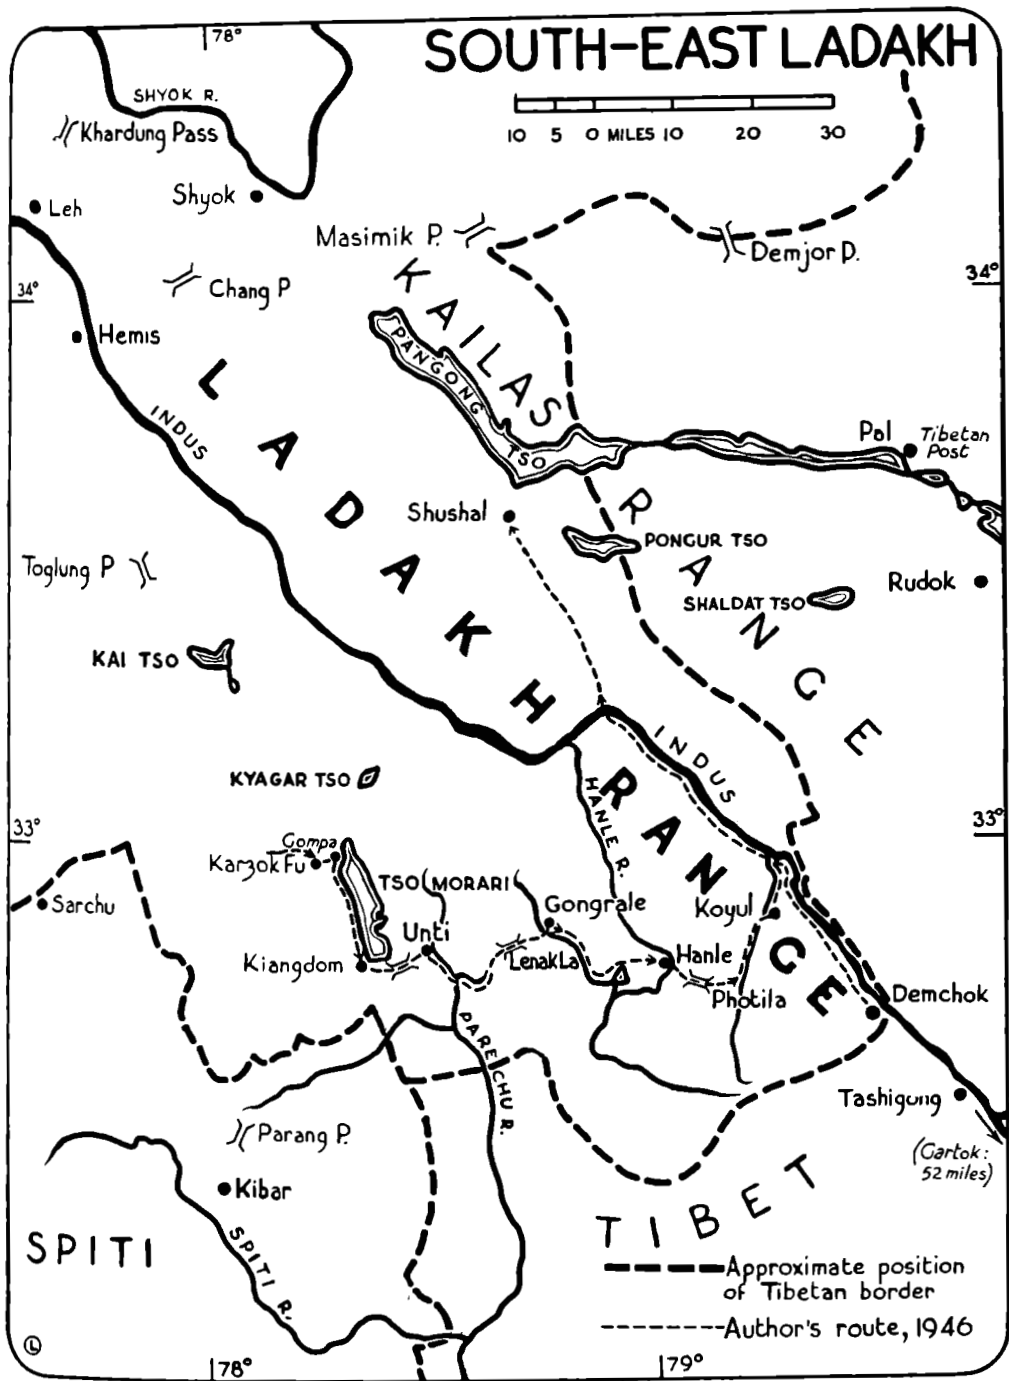 78°
SOUTH-EAST LADAKH
10 5 0 MILES 10 20 30
SHYOK R.
Khardung Pass
Shyok
Leh
Masimik P.
Demjor P.
34°
Chang P
34°
Hemis
KAILAS
PANGONG
TSO
LADAKH
INDUS
Pal
Tibetan
Post
Shushal
RANGE
PONGUR TSO
Toglung P
SHALDAT TSO
Rudok
KAI TSO
INDUS
KYAGAR TSO
HANLE R.
RANGE
33°
33°
Gompa
Karzok Fu
TSO MORARI
Sarchu
Gongrale
Koyul
Unti
Kiangdom
Lenak La
Hanle
Photila
Demchok
PARE CHU R.
Tashigong
Parang P.
(Gartok:
52 miles)
Kibar
TIBET
SPITI
SPITI R.
Approximate position
of Tibetan border
Author's route, 1946
L
78°
79°